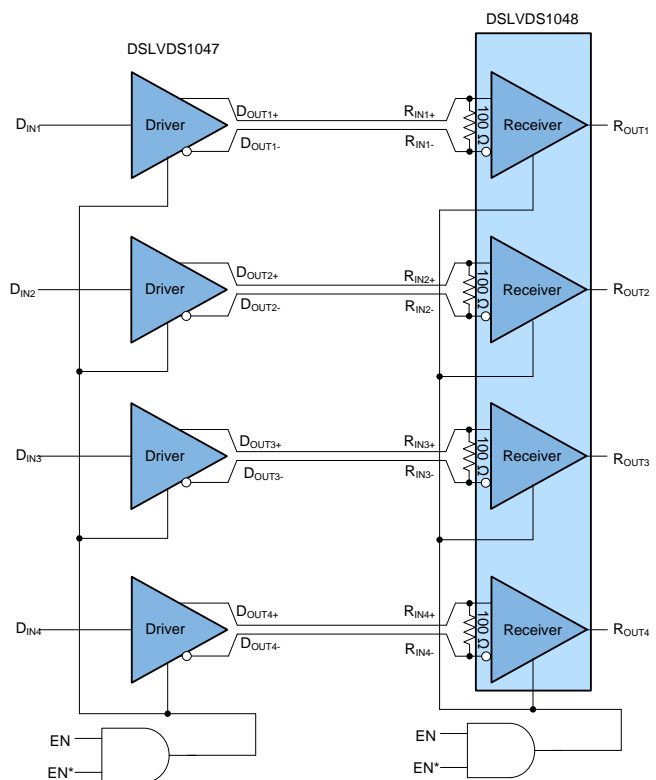 DSLVDS1047
DSLVDS1048
DIN1
Driver
DOUT1+
DOUT1-
RIN1+
RIN1-
100 Ω
Receiver
ROUT1
DIN2
Driver
DOUT2+
DOUT2-
RIN2+
RIN2-
100 Ω
Receiver
ROUT2
DIN3
Driver
DOUT3+
DOUT3-
RIN3+
RIN3-
100 Ω
Receiver
ROUT3
DIN4
Driver
DOUT4+
DOUT4-
RIN4+
RIN4-
100 Ω
Receiver
ROUT4
EN
EN*
EN
EN*